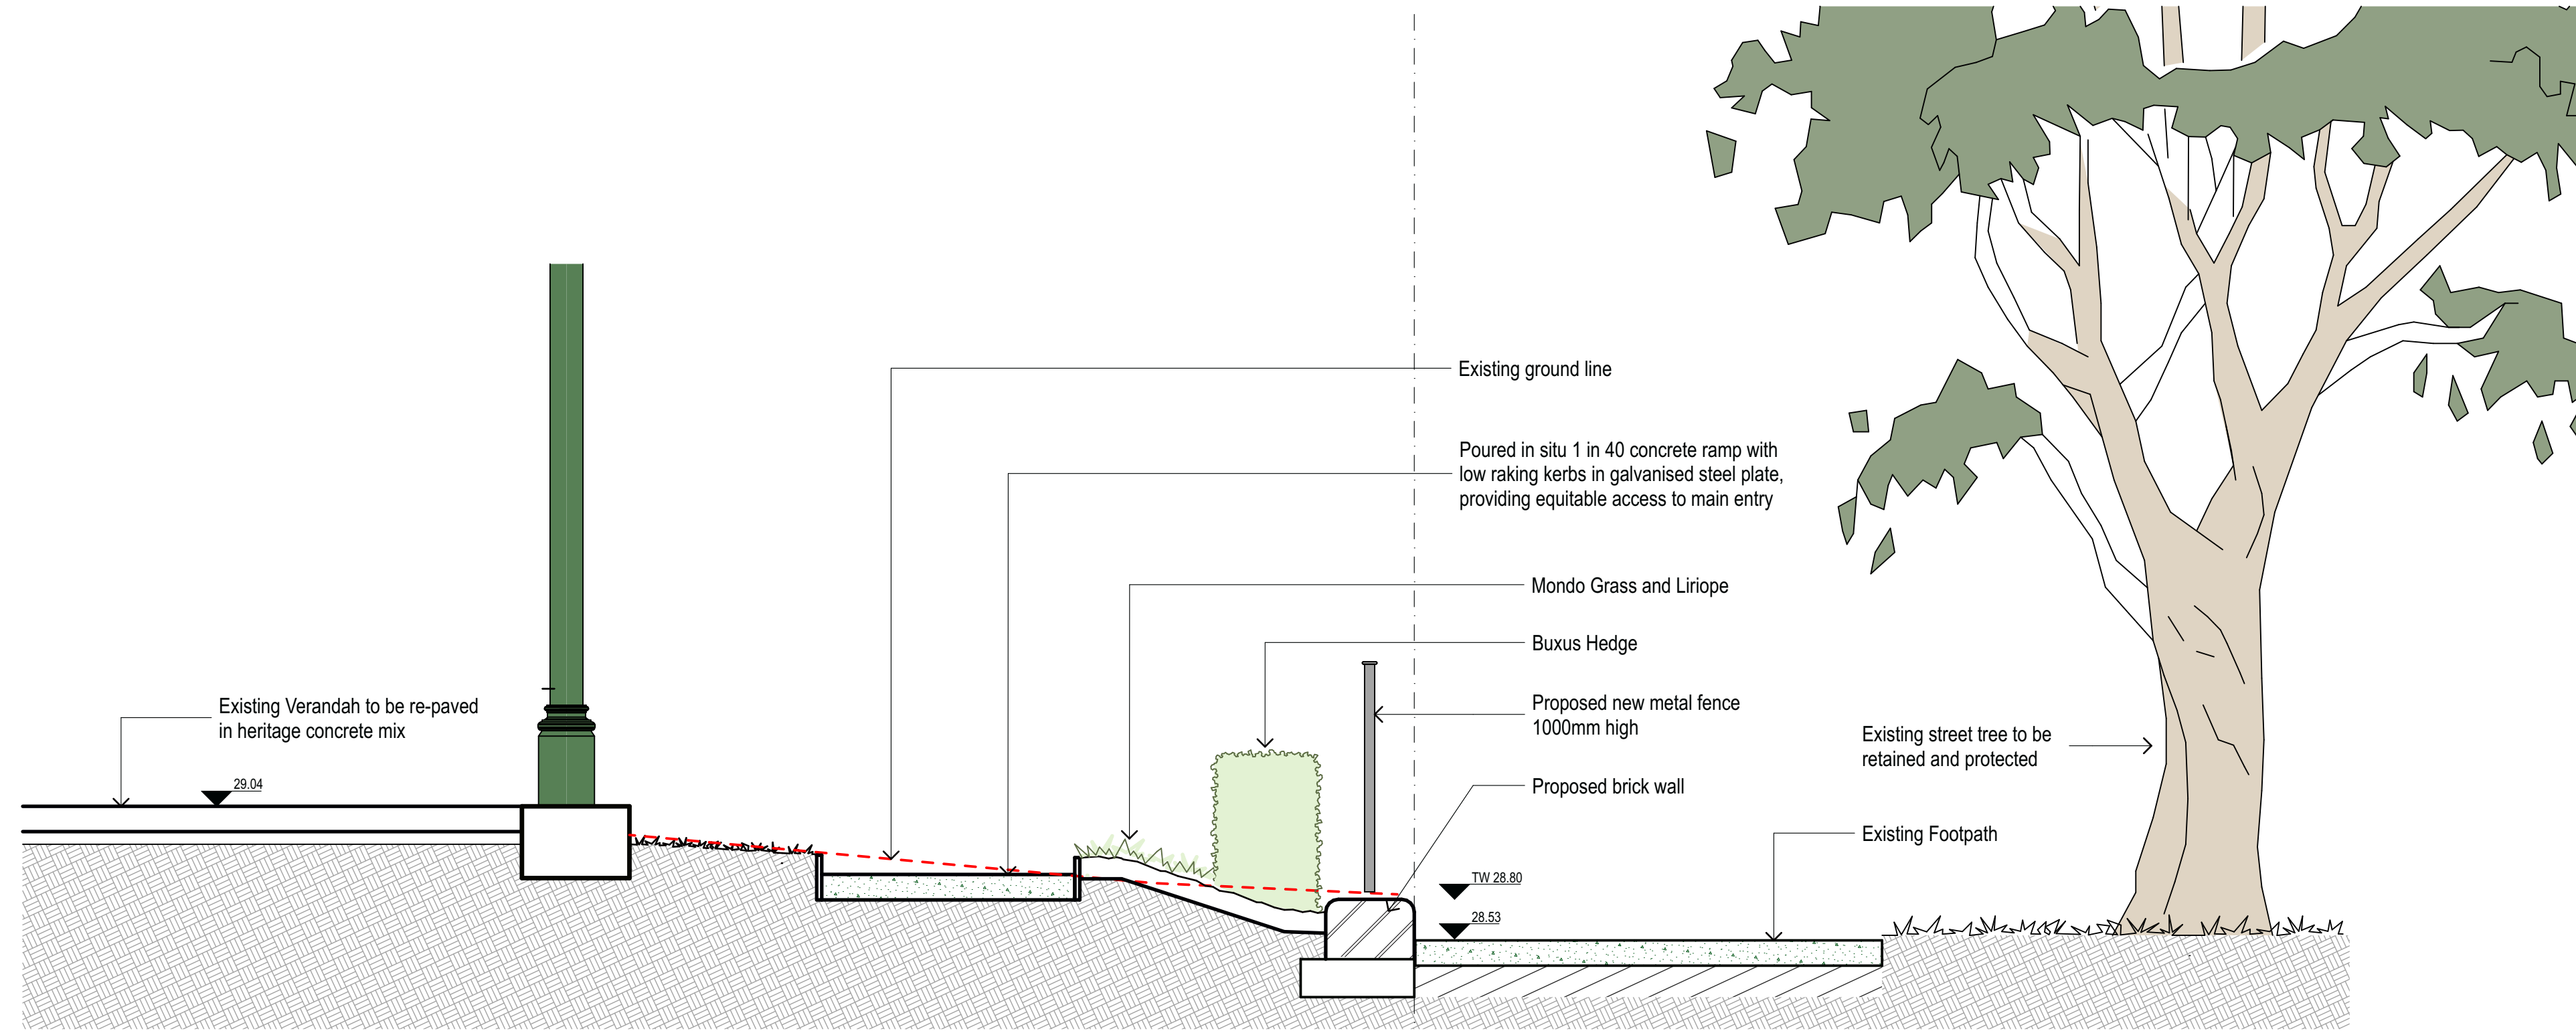 Existing ground line
Poured in situ 1 in 40 concrete ramp with
low raking kerbs in galvanised steel plate,
providing equitable access to main entry
Mondo Grass and Liriope
Buxus Hedge
Existing Verandah to be re-paved
in heritage concrete mix
Proposed new metal fence
1000mm high
Existing street tree to be
retained and protected
29.04
Proposed brick wall
Existing Footpath
TW 28.80
28.53